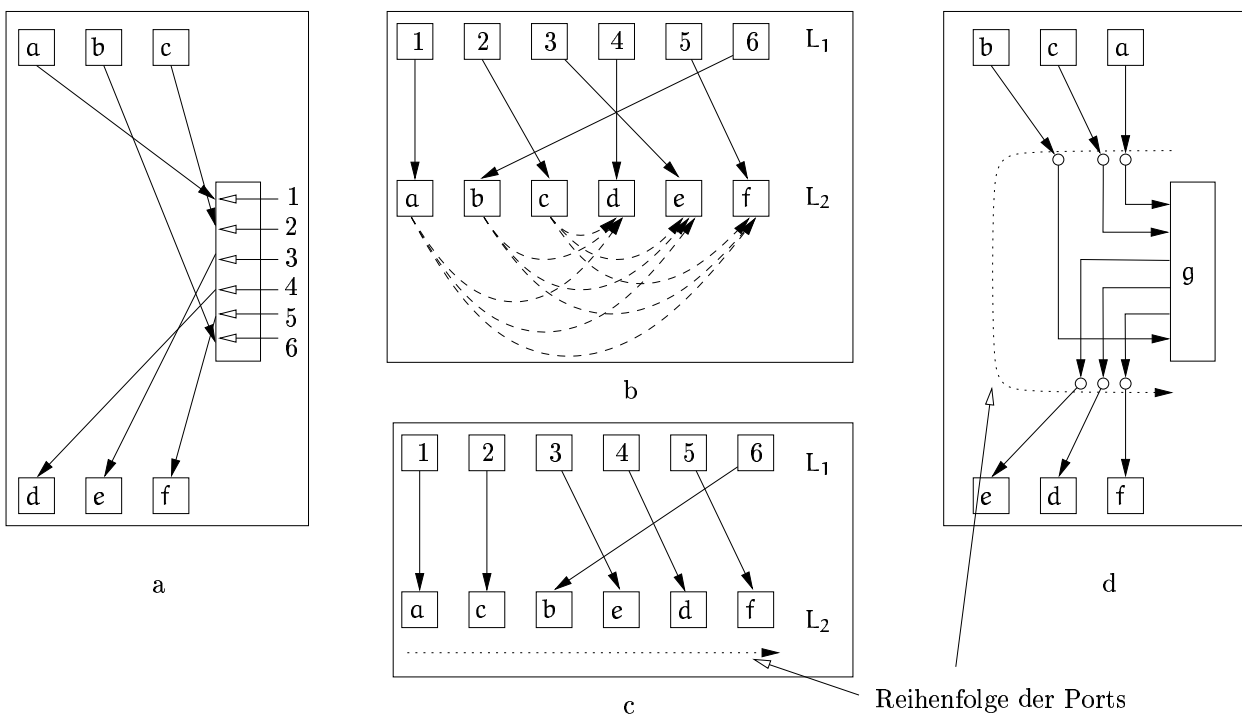 a b c
1
2
3
4
5
6
d e f
a
1 2 3 4 5 6 L1
a b c d e f L2
b
1 2 3 4 5 6 L1
a c b e d f L2
c
b c a
g
e d f
d
Reihenfolge der Ports